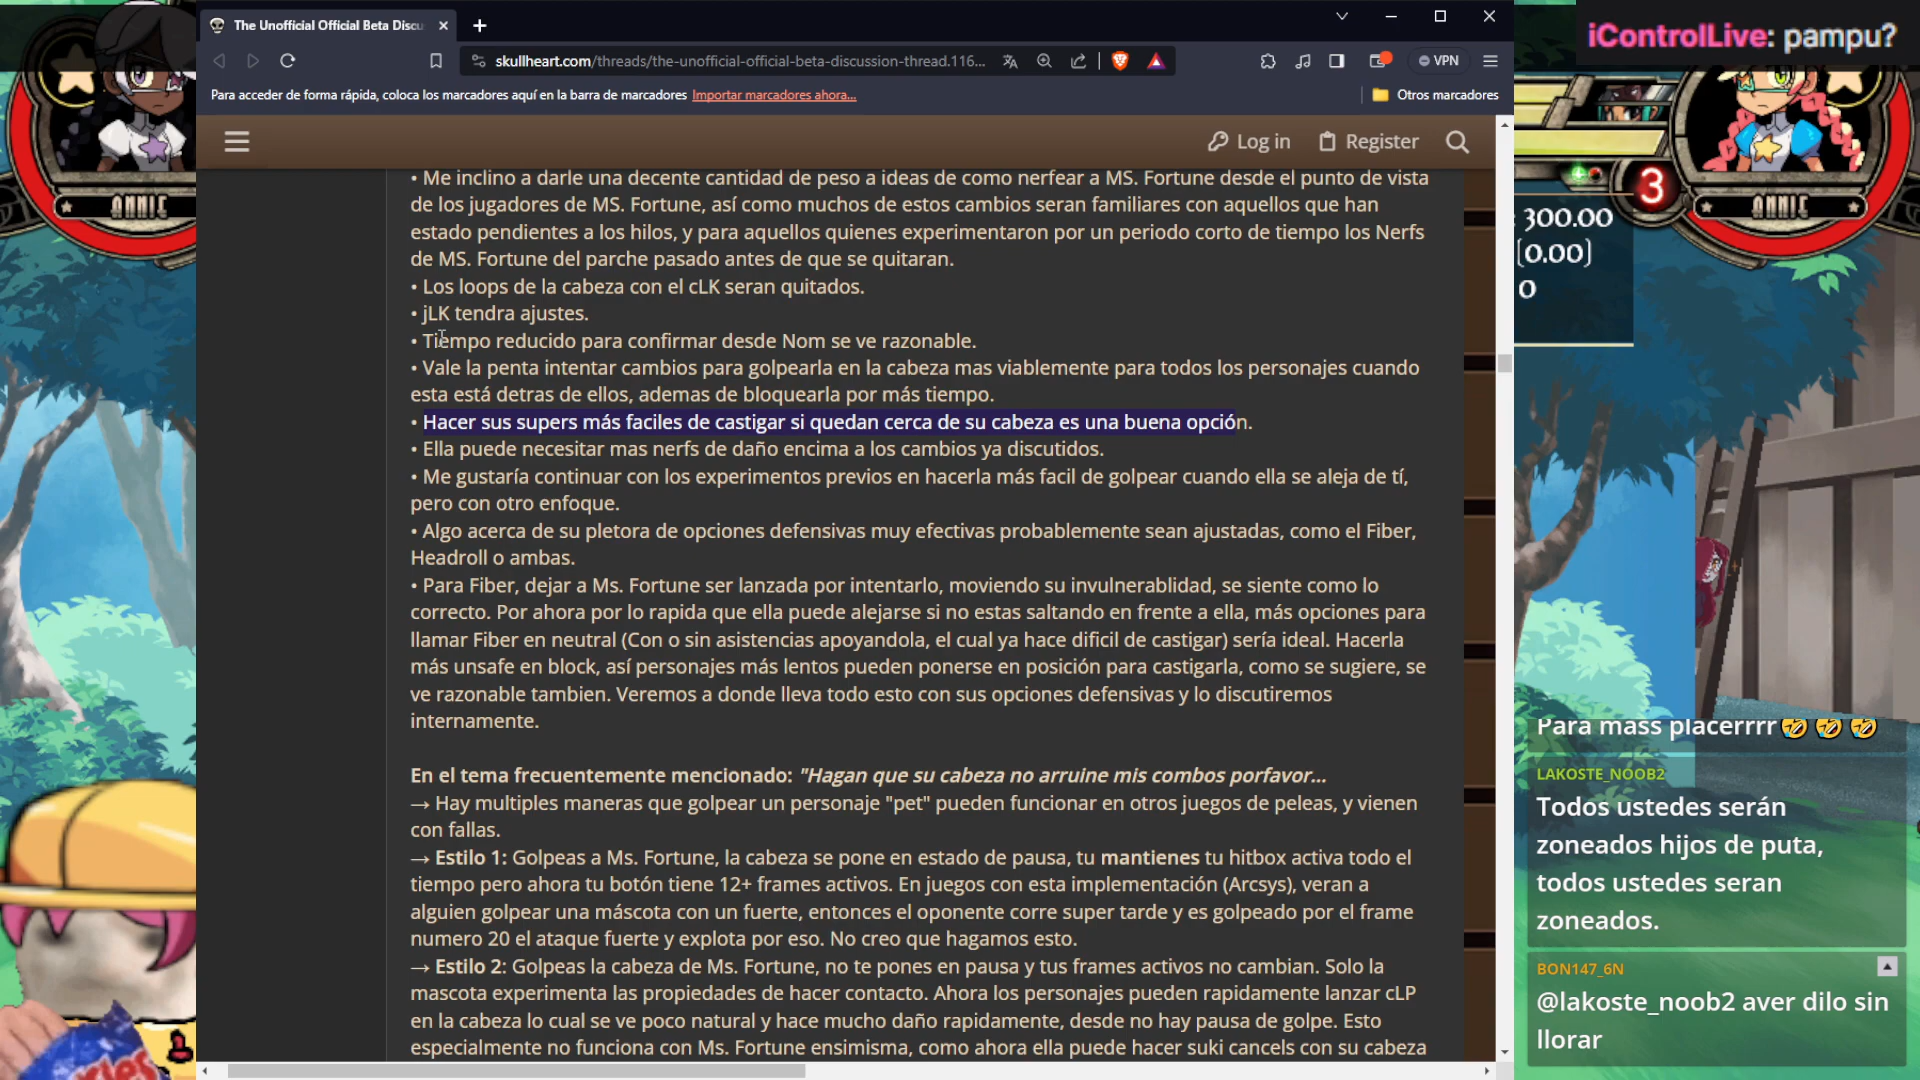 The Unofficial Official Beta Discu
skullheart.com/threads/the-unofficial-official-beta-discussion-thread.116...
VPN
Para acceder de forma rápida, coloca los marcadores aquí en la barra de marcadores Importar marcadores ahora...
Otros marcadores
Log in
Register
• Me inclino a darle una decente cantidad de peso a ideas de como nerfear a MS. Fortune desde el punto de vista
de los jugadores de MS. Fortune, así como muchos de estos cambios seran familiares con aquellos que han
estado pendientes a los hilos, y para aquellos quienes experimentaron por un periodo corto de tiempo los Nerfs
de MS. Fortune del parche pasado antes de que se quitaran.
• Los loops de la cabeza con el cLK seran quitados.
• jLK tendra ajustes.
• Tiempo reducido para confirmar desde Nom se ve razonable.
• Vale la penta intentar cambios para golpearla en la cabeza mas viablemente para todos los personajes cuando
esta está detras de ellos, ademas de bloquearla por más tiempo.
• Hacer sus supers más faciles de castigar si quedan cerca de su cabeza es una buena opción.
• Ella puede necesitar mas nerfs de daño encima a los cambios ya discutidos.
• Me gustaría continuar con los experimentos previos en hacerla más facil de golpear cuando ella se aleja de tí,
pero con otro enfoque.
• Algo acerca de su pletora de opciones defensivas muy efectivas probablemente sean ajustadas, como el Fiber,
Headroll o ambas.
• Para Fiber, dejar a Ms. Fortune ser lanzada por intentarlo, moviendo su invulnerablidad, se siente como lo
correcto. Por ahora por lo rapida que ella puede alejarse si no estas saltando en frente a ella, más opciones para
llamar Fiber en neutral (Con o sin asistencias apoyandola, el cual ya hace dificil de castigar) sería ideal. Hacerla
más unsafe en block, así personajes más lentos pueden ponerse en posición para castigarla, como se sugiere, se
ve razonable tambien. Veremos a donde lleva todo esto con sus opciones defensivas y lo discutiremos
internamente.
En el tema frecuentemente mencionado: "Hagan que su cabeza no arruine mis combos porfavor...
→ Hay multiples maneras que golpear un personaje "pet" pueden funcionar en otros juegos de peleas, y vienen
con fallas.
→ Estilo 1: Golpeas a Ms. Fortune, la cabeza se pone en estado de pausa, tu mantienes tu hitbox activa todo el
tiempo pero ahora tu botón tiene 12+ frames activos. En juegos con esta implementación (Arcsys), veran a
alguien golpear una máscota con un fuerte, entonces el oponente corre super tarde y es golpeado por el frame
numero 20 el ataque fuerte y explota por eso. No creo que hagamos esto.
→ Estilo 2: Golpeas la cabeza de Ms. Fortune, no te pones en pausa y tus frames activos no cambian. Solo la
mascota experimenta las propiedades de hacer contacto. Ahora los personajes pueden rapidamente lanzar cLP
en la cabeza lo cual se ve poco natural y hace mucho daño rapidamente, desde no hay pausa de golpe. Esto
especialmente no funciona con Ms. Fortune ensimisma, como ahora ella puede hacer suki cancels con su cabeza
ANNIE
iControlLive: pampu?
3
ANNIE
: 300.00
(0.00)
0
Para mass placerrrr🤣🤣🤣
LAKOSTE_NOOB2
Todos ustedes serán
zoneados hijos de puta,
todos ustedes seran
zoneados.
BON147_6N
@lakoste_noob2 aver dilo sin
llorar